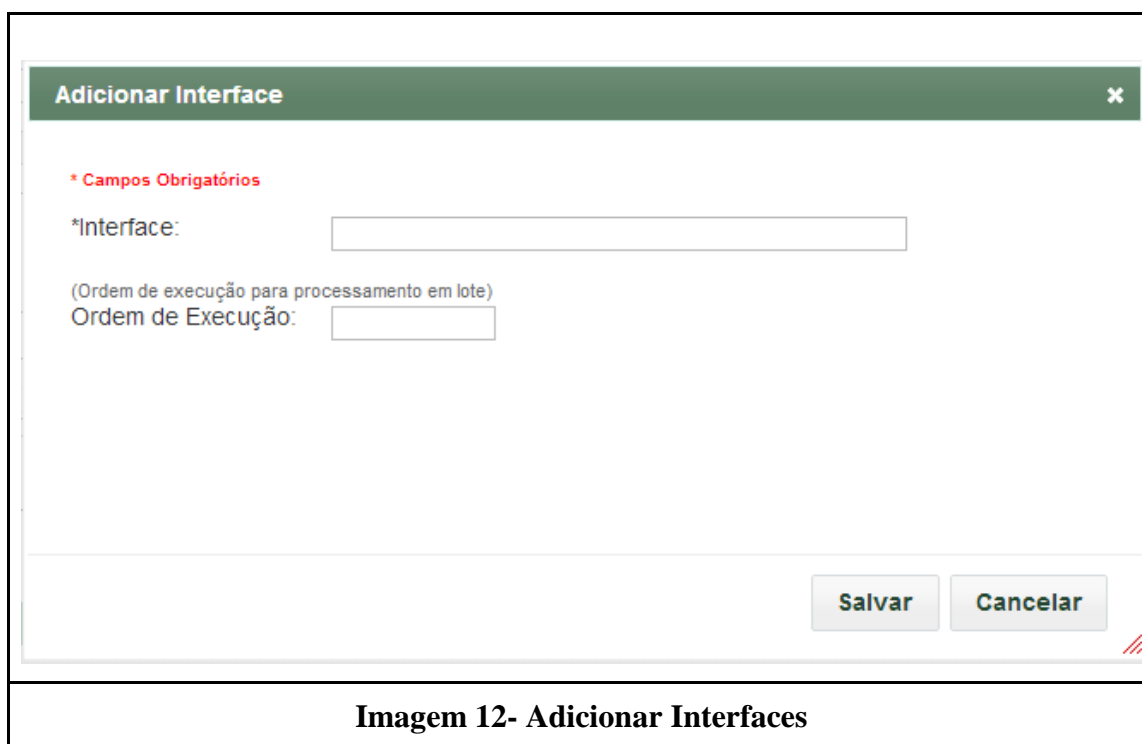 Adicionar Interface
* Campos Obrigatórios
*Interface:
(Ordem de execução para processamento em lote)
Ordem de Execução:
Salvar Cancelar
Imagem 12- Adicionar Interfaces